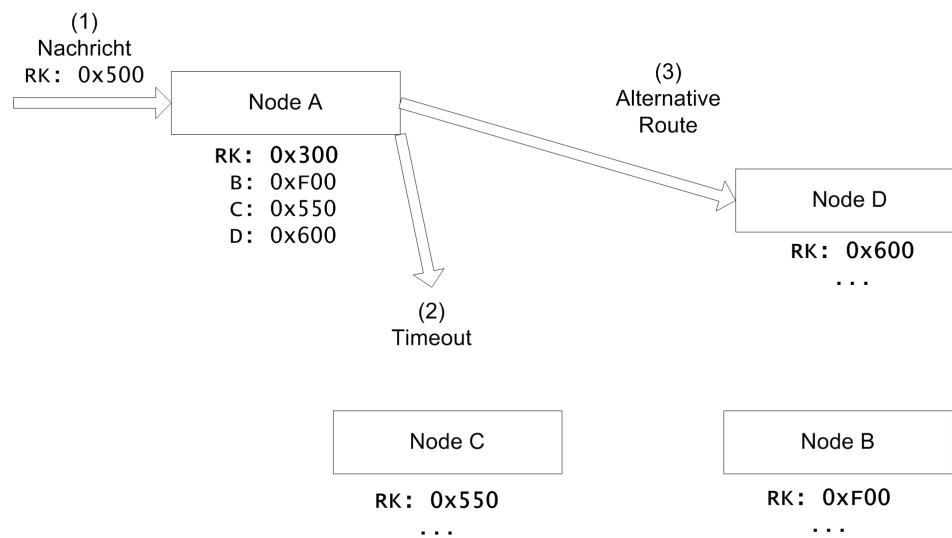 (1)
Nachricht
RK: 0x500
Node A
RK: 0x300
B: 0xF00
C: 0x550
D: 0x600
(2)
Timeout
(3)
Alternative
Route
Node D
RK: 0x600
...
Node C
RK: 0x550
...
Node B
RK: 0xF00
...